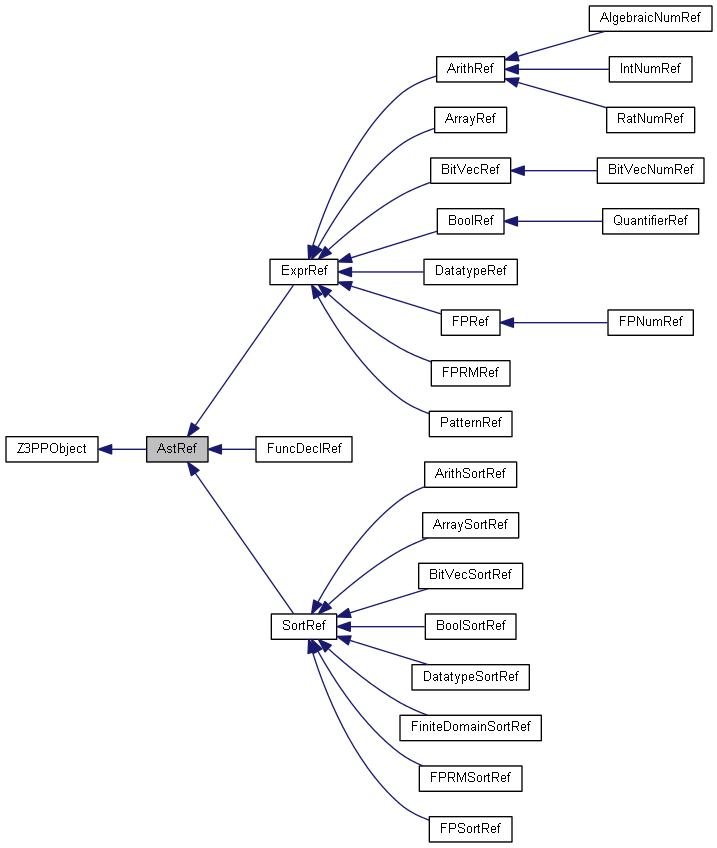 AlgebraicNumRef
ArithRef
IntNumRef
RatNumRef
ArrayRef
BitVecRef
BitVecNumRef
BoolRef
QuantifierRef
ExprRef
DatatypeRef
FPRef
FPNumRef
FPRMRef
PatternRef
Z3PPObject
AstRef
FuncDeclRef
ArithSortRef
ArraySortRef
BitVecSortRef
SortRef
BoolSortRef
DatatypeSortRef
FiniteDomainSortRef
FPRMSortRef
FPSortRef